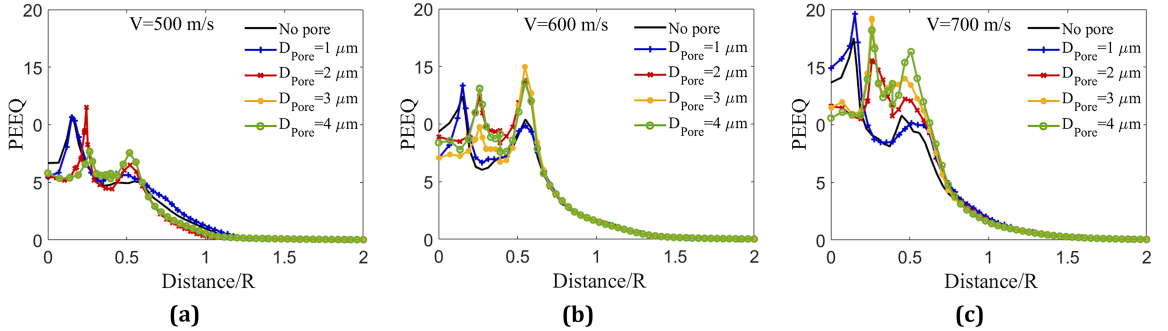 V=500 m/s
No pore
D_Pore=1 μm
D_Pore=2 μm
D_Pore=3 μm
D_Pore=4 μm
PEEQ
20
15
0
5
0
0 0.5 1 1.5 2
Distance/R
(a)
V=600 m/s
No pore
D_Pore=1 μm
D_Pore=2 μm
D_Pore=3 μm
D_Pore=4 μm
PEEQ
20
15
0
5
0
0 0.5 1 1.5 2
Distance/R
(b)
V=700 m/s
No pore
D_Pore=1 μm
D_Pore=2 μm
D_Pore=3 μm
D_Pore=4 μm
PEEQ
20
15
0
5
0
0 0.5 1 1.5 2
Distance/R
(c)